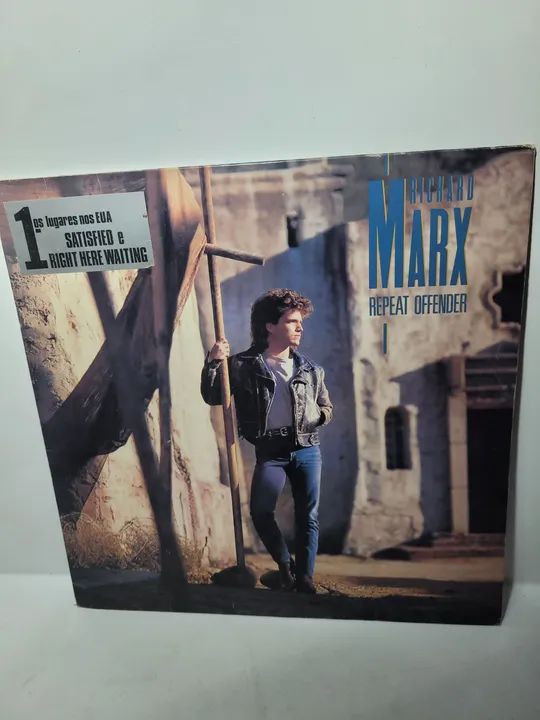 1os lugares nos EUA
SATISFIED e
RIGHT HERE WAITING
RICHARD
MARX
REPEAT OFFENDER